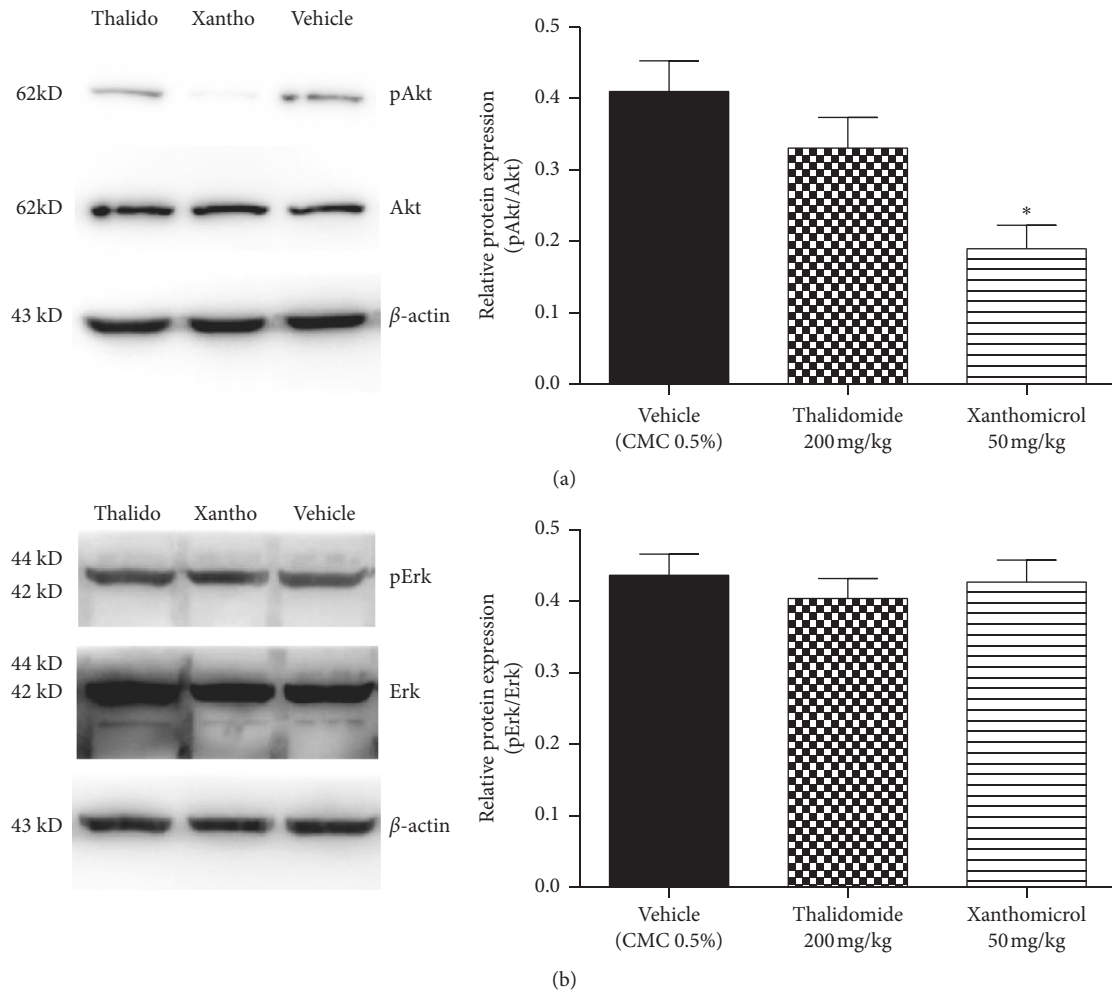 Thalido Xantho Vehicle
62kD pAkt
62kD Akt
43 kD β-actin
Relative protein expression
(pAkt/Akt)
0.5
0.4
0.3
0.2
0.1
0.0
*
Vehicle
(CMC 0.5%)
Thalidomide
200 mg/kg
Xanthomicrol
50 mg/kg
(a)
Thalido Xantho Vehicle
44 kD
42 kD
pErk
44 kD
42 kD
Erk
43 kD β-actin
Relative protein expression
(pErk/Erk)
0.5
0.4
0.3
0.2
0.1
0.0
Vehicle
(CMC 0.5%)
Thalidomide
200 mg/kg
Xanthomicrol
50 mg/kg
(b)